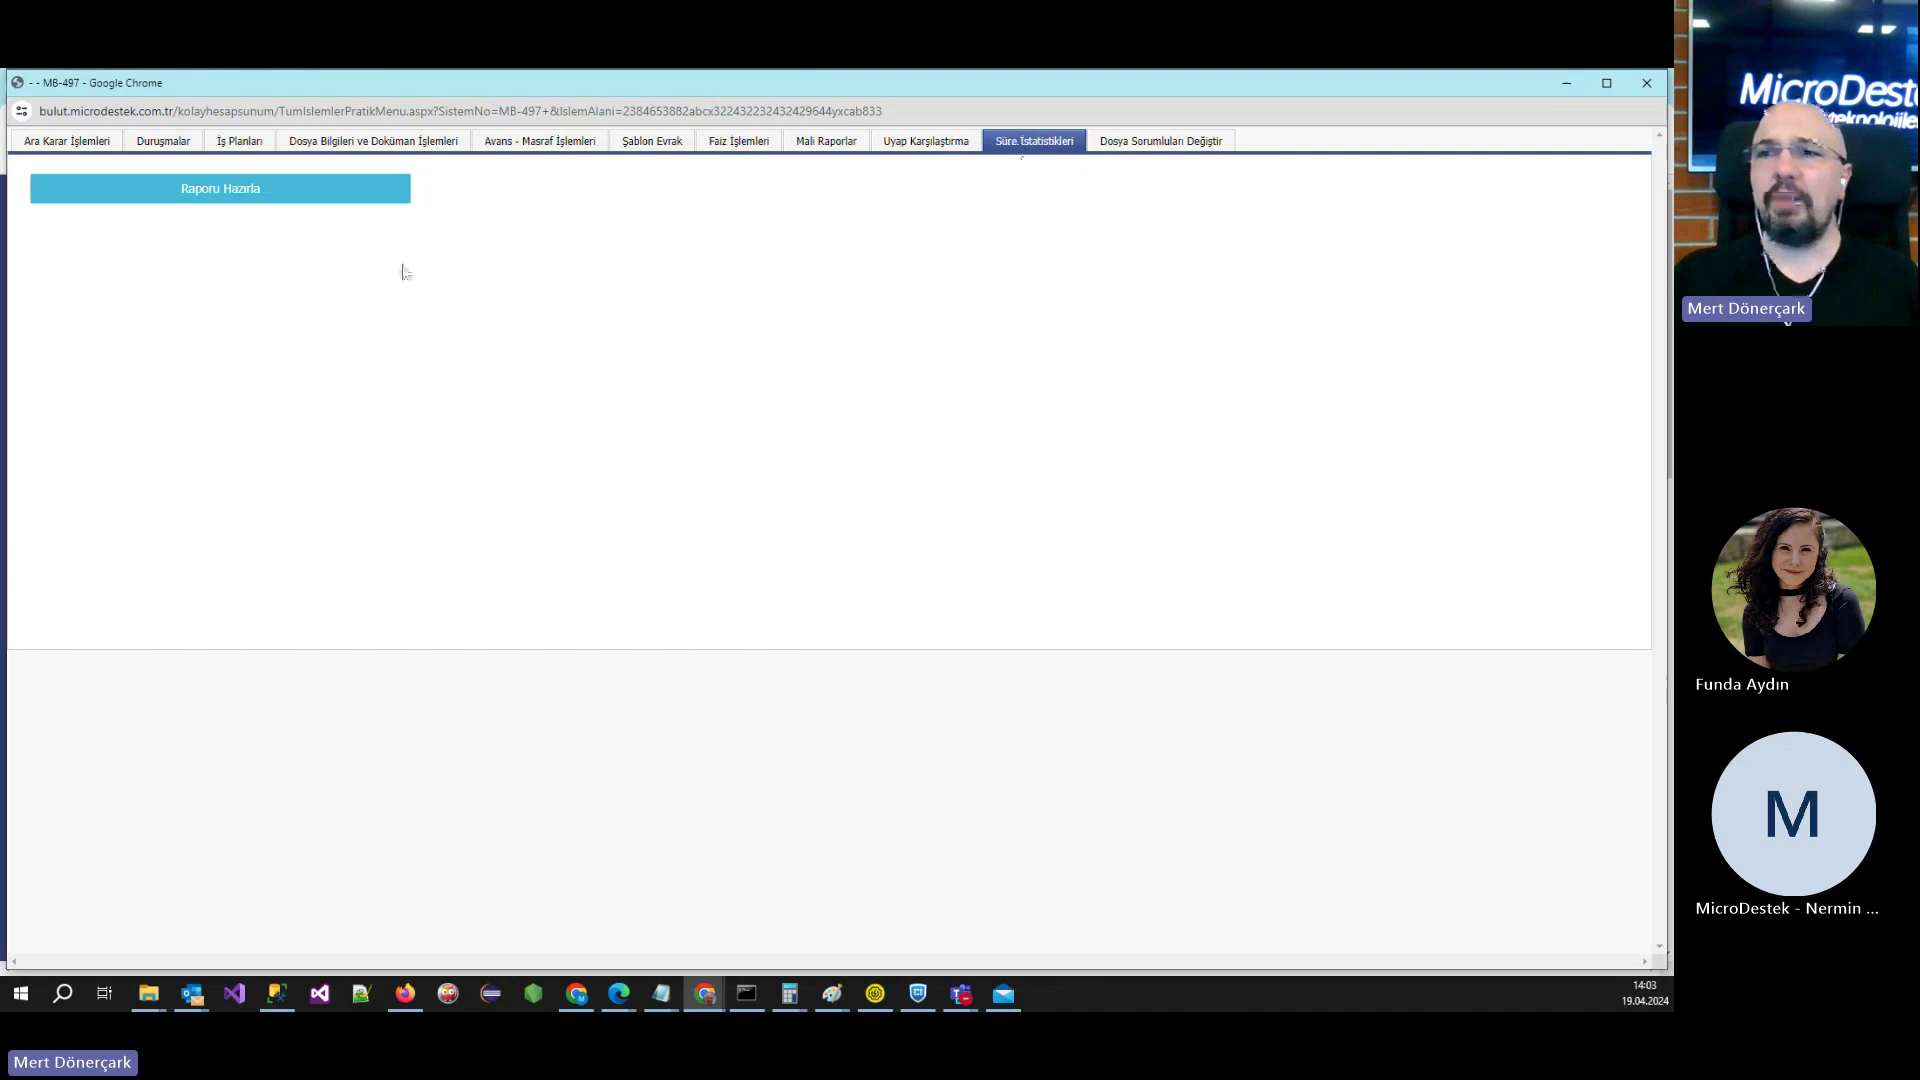 MicroDest
teknolojile
- - MB-497 - Google Chrome
bulut.microdestek.com.tr/kolayhesapsunum/TumIslemlerPratikMenu.aspx?SistemNo=MB-497+&IslemAlani=2384653882abcx322432232432429644yxcab833
Ara Karar İşlemleri
Duruşmalar
İş Planları
Dosya Bilgileri ve Doküman İşlemleri
Avans - Masraf İşlemleri
Şablon Evrak
Faiz İşlemleri
Mali Raporlar
Uyap Karşılaştırma
Süre İstatistikleri
Dosya Sorumluları Değiştir
Raporu Hazırla
Mert Dönerçark
Funda Aydın
M
MicroDestek - Nermin ...
14:03
19.04.2024
Mert Dönerçark